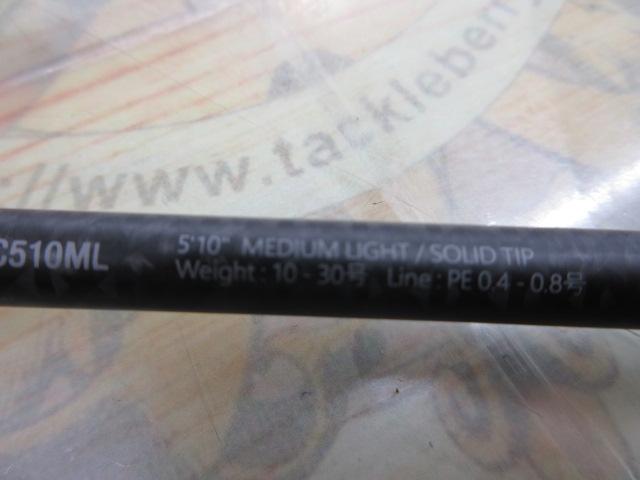 ://www.tackleberry
C510ML
5'10" MEDIUM LIGHT / SOLID TIP
Weight : 10 - 30号 Line : PE 0.4 - 0.8号